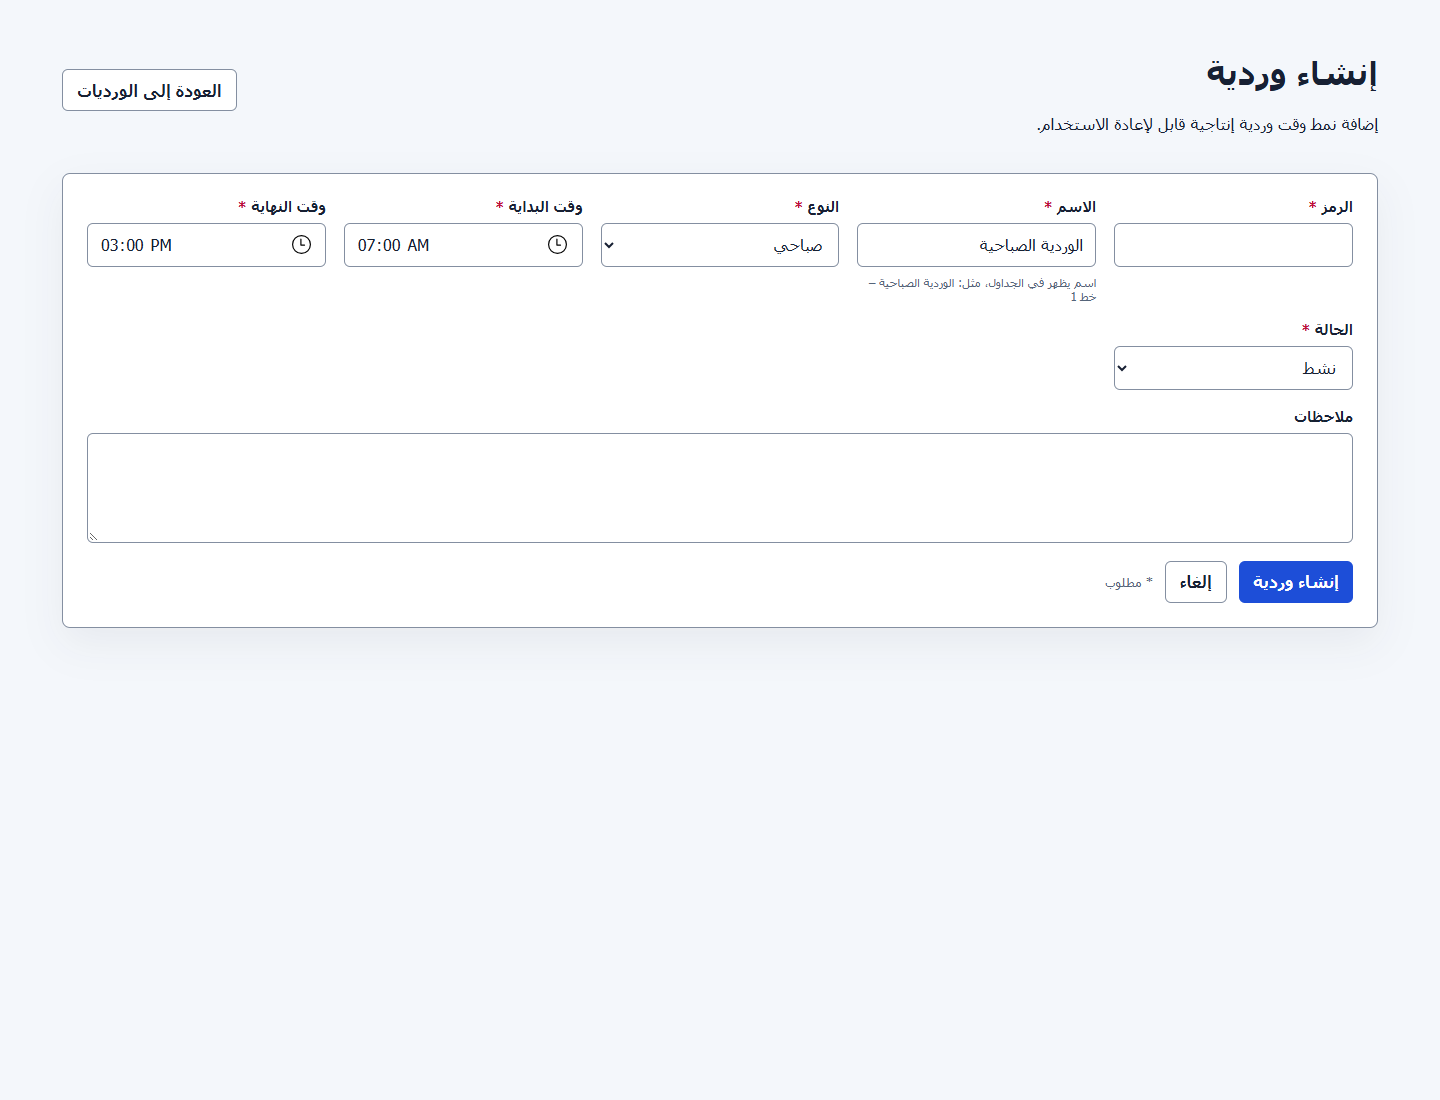 إنشاء وردية
العودة إلى الورديات
إضافة نمط وقت وردية إنتاجية قابل لإعادة الاستخدام.
الرمز *
الاسم *
الوردية الصباحية
اسم يظهر في الجداول، مثل: الوردية الصباحية –
خط 1
النوع *
صباحي
وقت البداية *
07:00 AM
وقت النهاية *
03:00 PM
الحالة *
نشط
ملاحظات
إنشاء وردية
إلغاء
* مطلوب